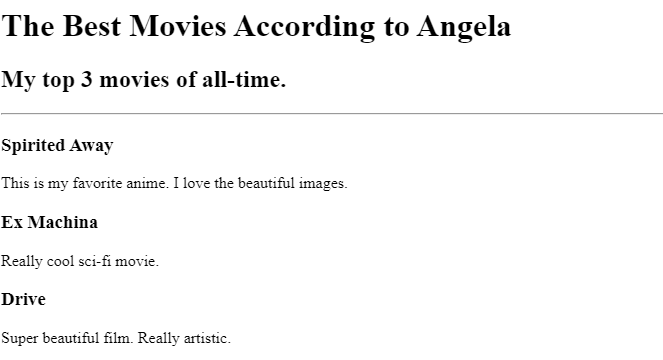 The Best Movies According to Angela
My top 3 movies of all-time.
Spirited Away
This is my favorite anime. I love the beautiful images.
Ex Machina
Really cool sci-fi movie.
Drive
Super beautiful film. Really artistic.